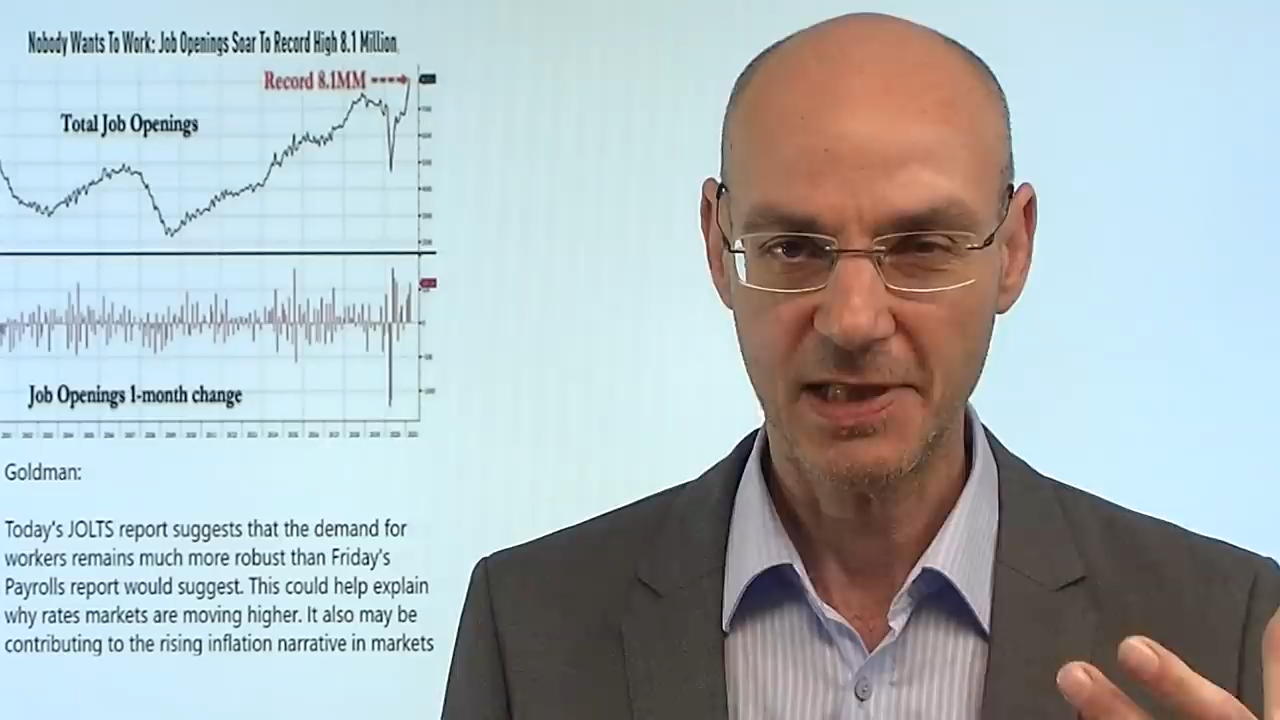 Nobody Wants To Work: Job Openings Soar To Record High 8.1 Million
Record 8.1MM
Total Job Openings
Job Openings 1-month change
Goldman:
Today's JOLTS report suggests that the demand for
workers remains much more robust than Friday's
Payrolls report would suggest. This could help explain
why rates markets are moving higher. It also may be
contributing to the rising inflation narrative in markets